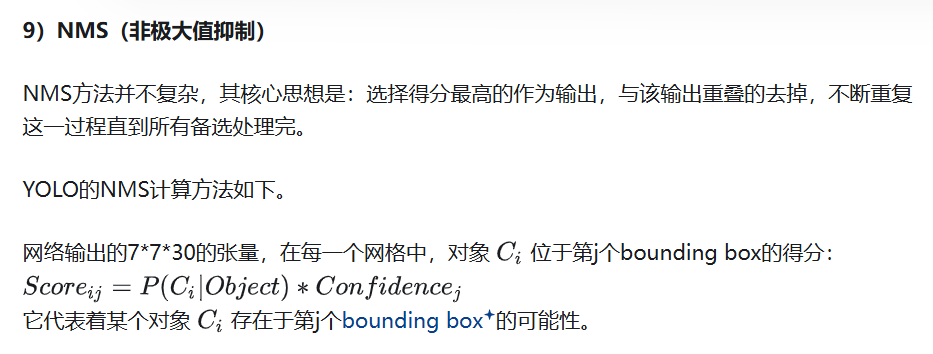 9）NMS（非极大值抑制）
NMS方法并不复杂，其核心思想是：选择得分最高的作为输出，与该输出重叠的去掉，不断重复
这一过程直到所有备选处理完。
YOLO的NMS计算方法如下。
网络输出的7*7*30的张量，在每一个网格中，对象 $C_i$ 位于第j个bounding box的得分：
$Score_{ij} = P(C_i|Object) * Confidence_j$
它代表着某个对象 $C_i$ 存在于第j个bounding box的可能性。